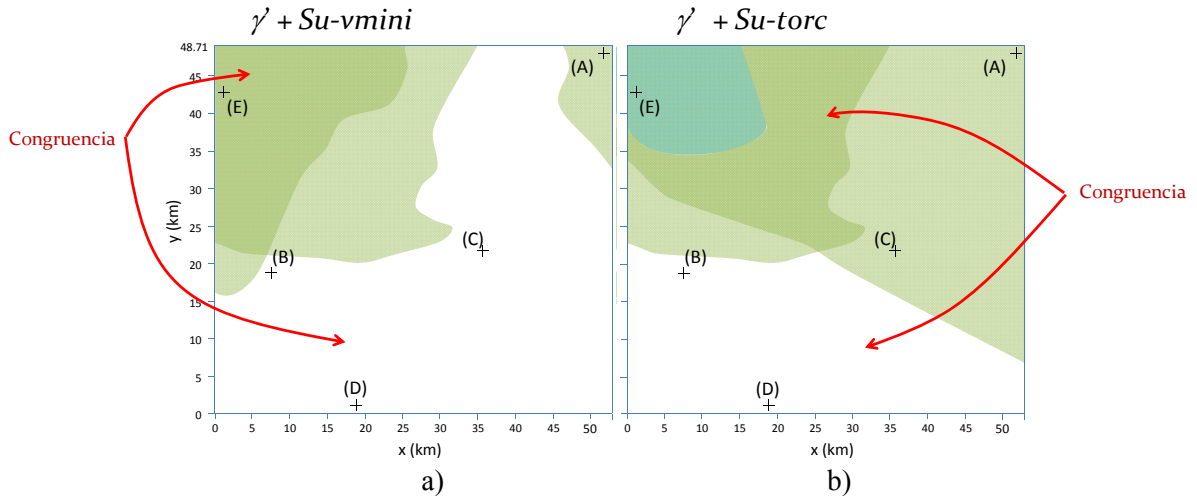 γ' + Su-vmini
γ' + Su-torc
48.71
45
40
35
30
25
20
15
10
5
0
y (km)
(A)
(E)
(B)
(C)
(D)
0
5
10
15
20
25
30
35
40
45
50
x (km)
a)
(A)
(E)
(B)
(C)
(D)
0
5
10
15
20
25
30
35
40
45
50
x (km)
b)
Congruencia
Congruencia